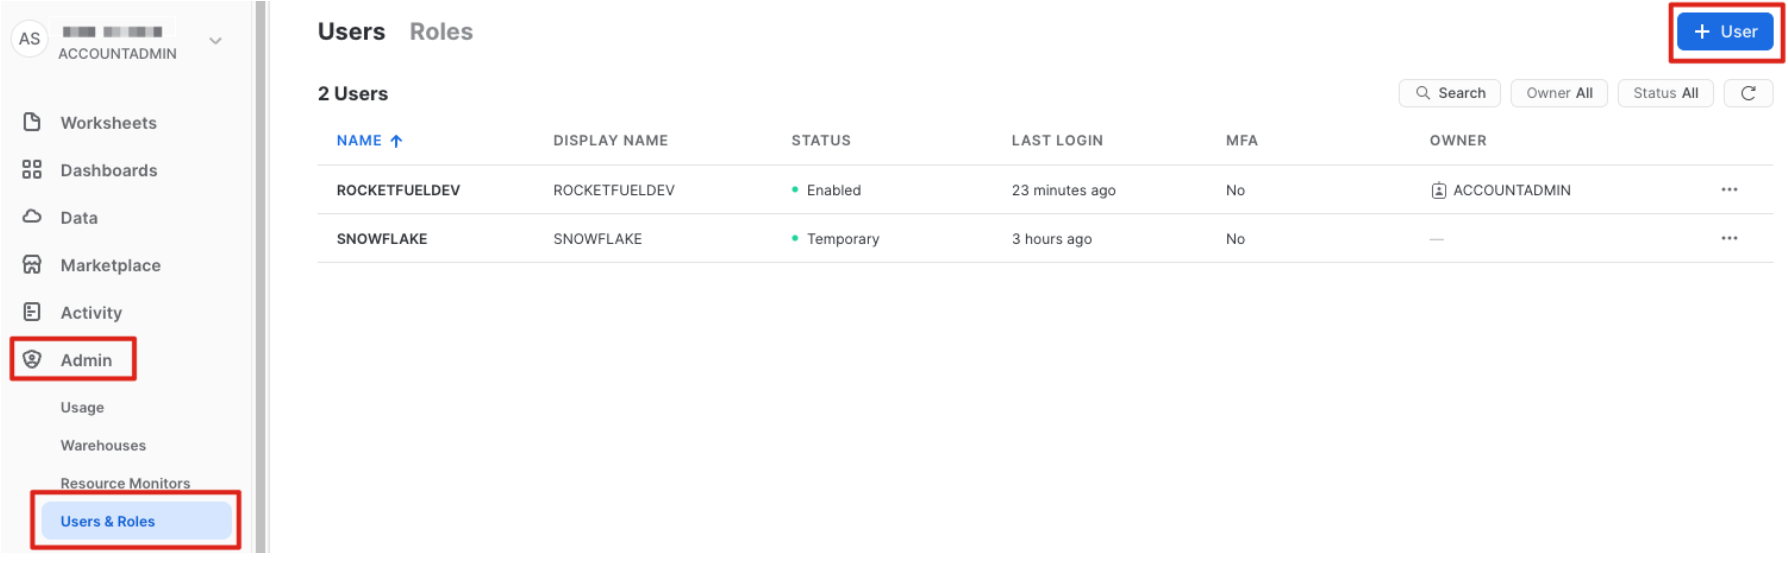 AS
ACCOUNTADMIN
Worksheets
Dashboards
Data
Marketplace
Activity
Admin
Usage
Warehouses
Resource Monitors
Users & Roles
Users Roles
+ User
2 Users
Search Owner All Status All
NAME DISPLAY NAME STATUS LAST LOGIN MFA OWNER
ROCKETFUELDEV ROCKETFUELDEV Enabled 23 minutes ago No ACCOUNTADMIN
SNOWFLAKE SNOWFLAKE Temporary 3 hours ago No —